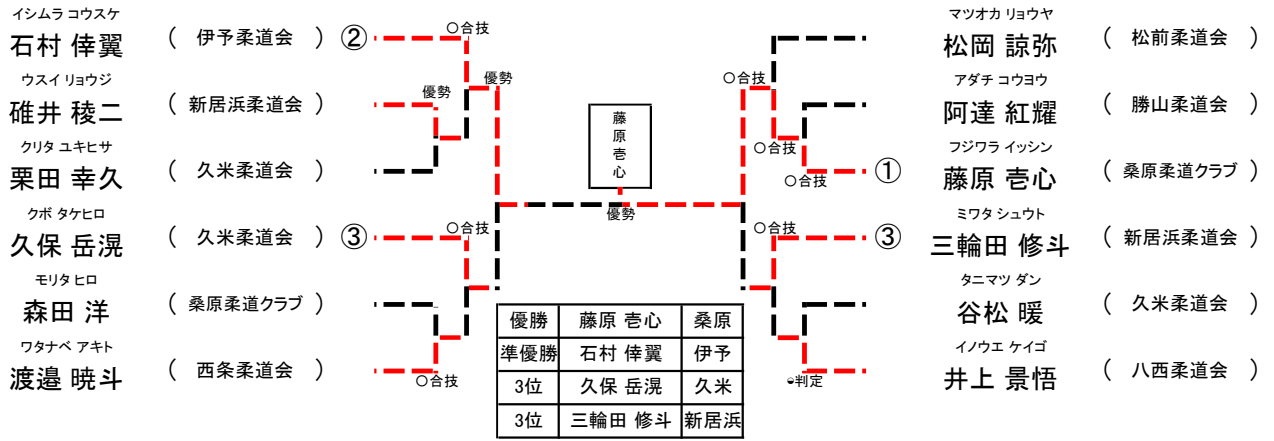 イシムラ コウスケ
石村 倖翼 （ 伊予柔道会 ） ②
○合技
ウスイ リョウジ
碓井 稜二 （ 新居浜柔道会 ）
優勢
優勢
クリタ ユキヒサ
栗田 幸久 （ 久米柔道会 ）
クボ タケヒロ
久保 岳滉 （ 久米柔道会 ） ③
○合技
モリタ ヒロ
森田 洋 （ 桑原柔道クラブ ）
ワタナベ アキト
渡邉 暁斗 （ 西条柔道会 ）
○合技
藤原壱心
優勢
マツオカ リョウヤ
松岡 諒弥 （ 松前柔道会 ）
○合技
アダチ コウヨウ
阿達 紅耀 （ 勝山柔道会 ）
○合技
フジワラ イッシン
① 藤原 壱心 （ 桑原柔道クラブ ）
○合技
ミワタ シュウト
③ 三輪田 修斗 （ 新居浜柔道会 ）
○合技
タニマツ ダン
谷松 暖 （ 久米柔道会 ）
イノウエ ケイゴ
井上 景悟 （ 八西柔道会 ）
判定
優勝 藤原 壱心 桑原
準優勝 石村 倖翼 伊予
3位 久保 岳滉 久米
3位 三輪田 修斗 新居浜